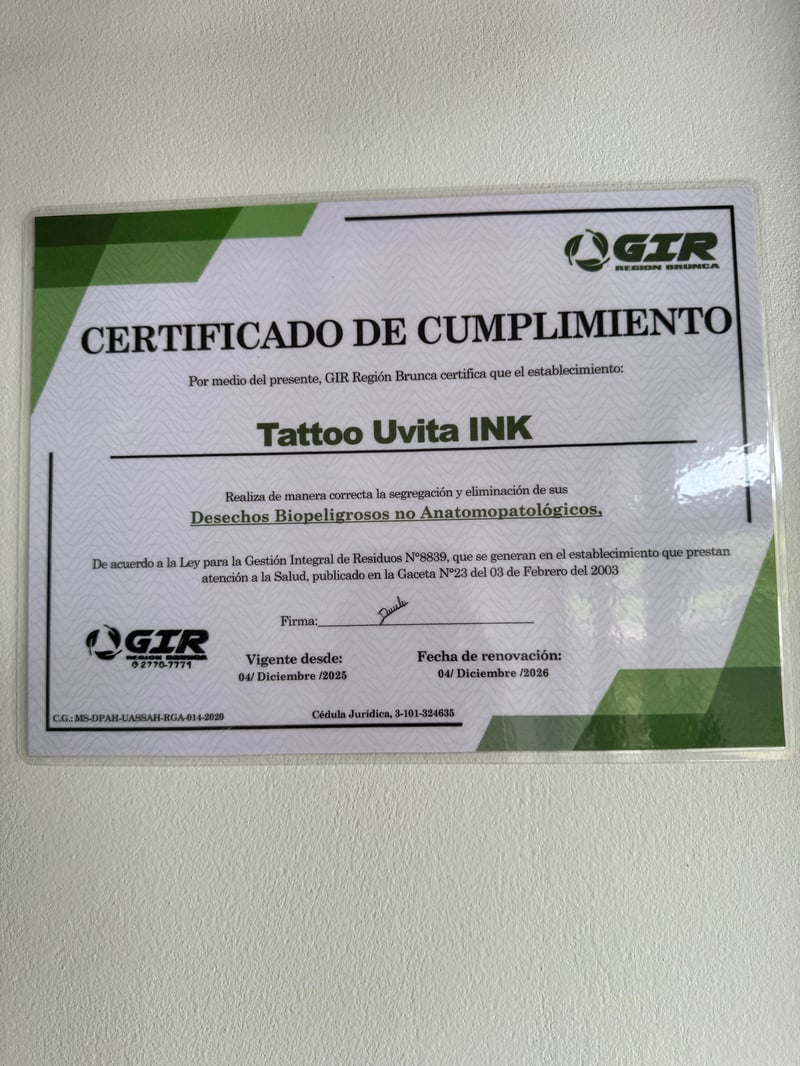 GIR
REGION BRUNCA
CERTIFICADO DE CUMPLIMIENTO
Por medio del presente, GIR Región Brunca certifica que el establecimiento:
Tattoo Uvita INK
Realiza de manera correcta la segregación y eliminación de sus
Desechos Biopeligrosos no Anatomopatológicos.
De acuerdo a la Ley para la Gestión Integral de Residuos N°8839, que se generan en el establecimiento que prestan
atención a la Salud, publicado en la Gaceta N°23 del 03 de Febrero del 2003
Firma:
GIR
REGION BRUNCA
2770-7771
Vigente desde:
04/ Diciembre /2025
Fecha de renovación:
04/ Diciembre /2026
C.G.: MS-DPAH-UASSAH-RGA-014-2020
Cédula Jurídica, 3-101-324635